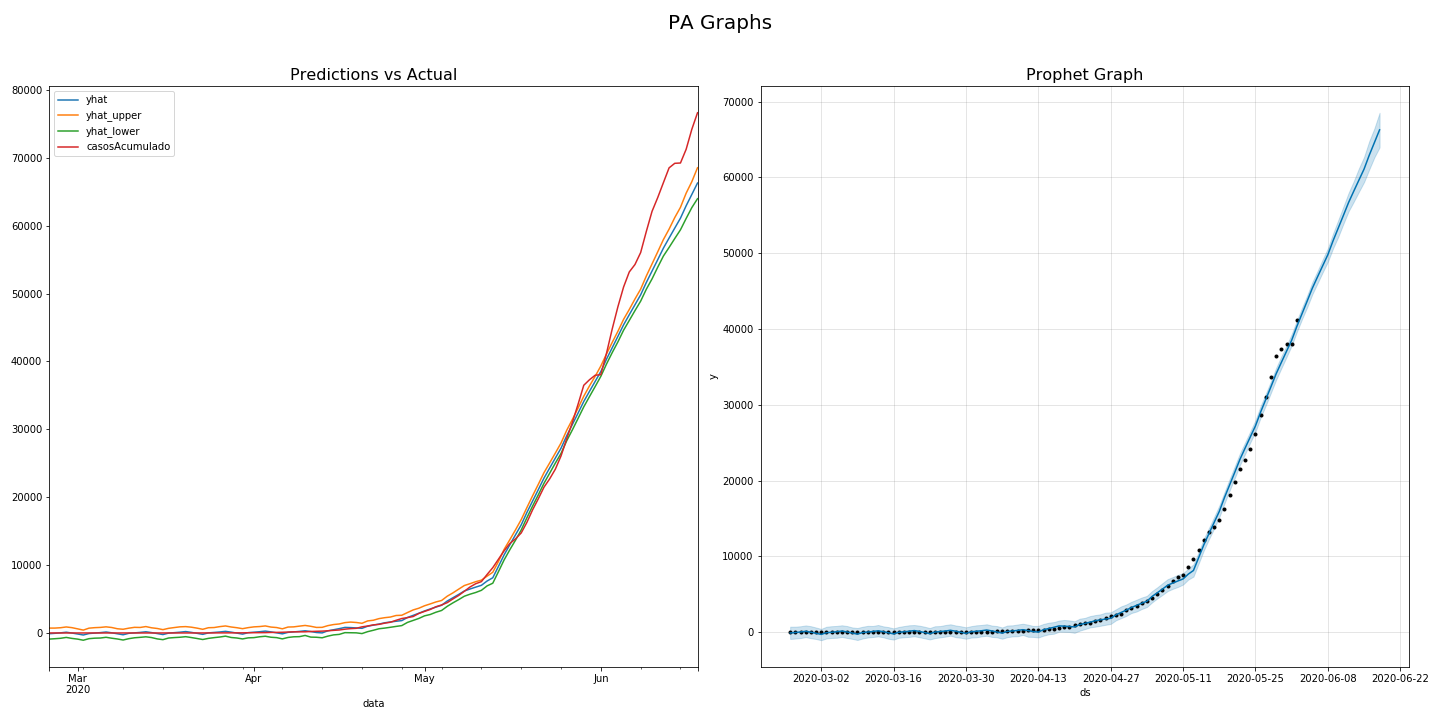 PA Graphs
Predictions vs Actual
yhat
yhat_upper
yhat_lower
casosAcumulado
80000
70000
60000
50000
40000
30000
20000
10000
0
Mar
2020
Apr
May
Jun
data
Prophet Graph
70000
60000
50000
40000
30000
20000
10000
0
y
2020-03-02
2020-03-16
2020-03-30
2020-04-13
2020-04-27
2020-05-11
2020-05-25
2020-06-08
2020-06-22
ds